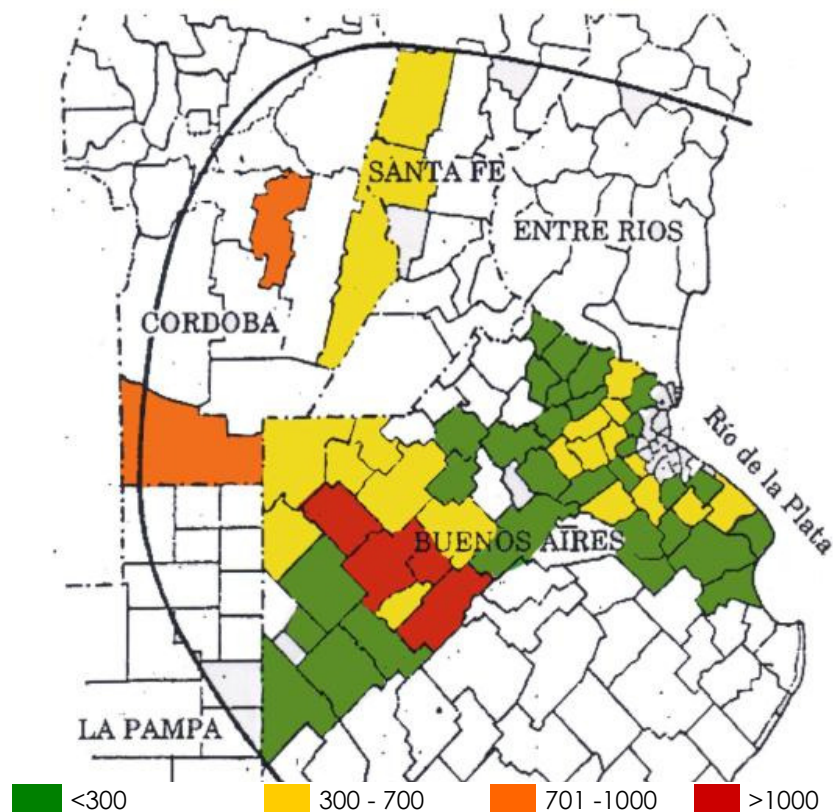 SANTA FE
ENTRE RIOS
CORDOBA
Río de la Plata
BUENOS AIRES
LA PAMPA
<300
300 - 700
701 -1000
>1000